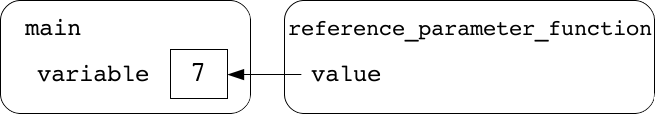 main
variable 7
reference_parameter_function
value